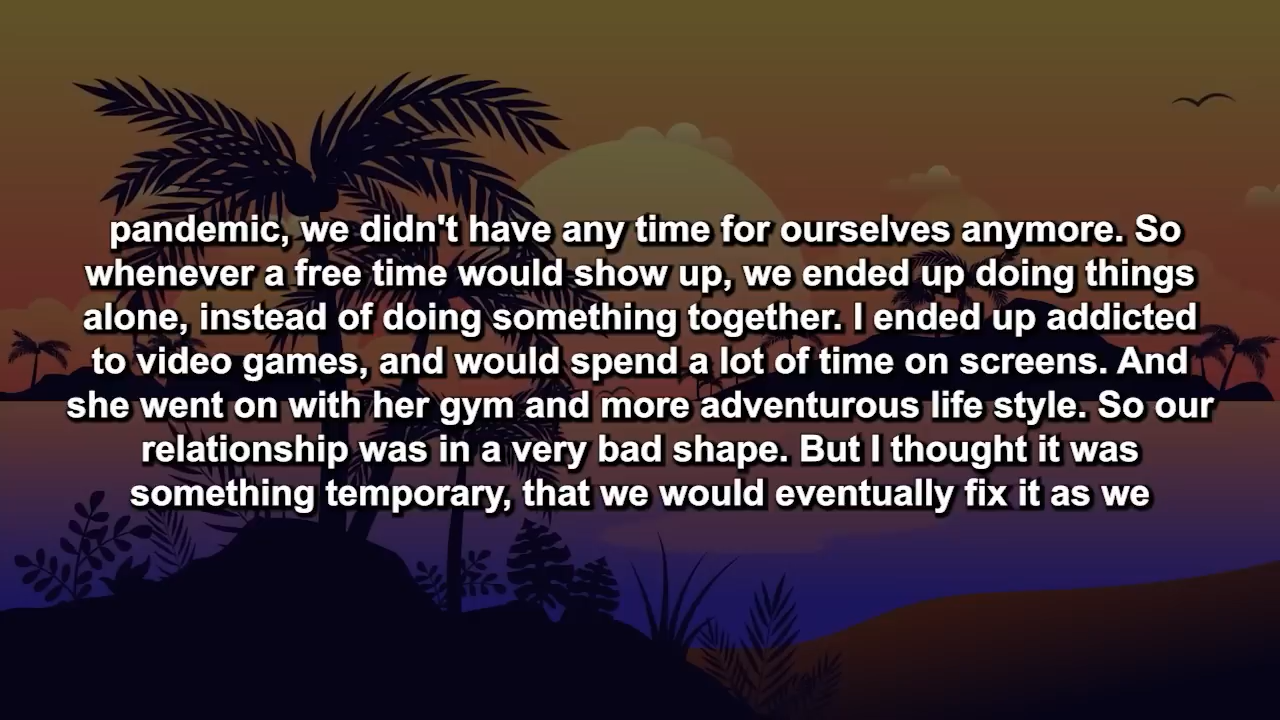 pandemic, we didn't have any time for ourselves anymore. So
whenever a free time would show up, we ended up doing things
alone, instead of doing something together. I ended up addicted
to video games, and would spend a lot of time on screens. And
she went on with her gym and more adventurous life style. So our
relationship was in a very bad shape. But I thought it was
something temporary, that we would eventually fix it as we